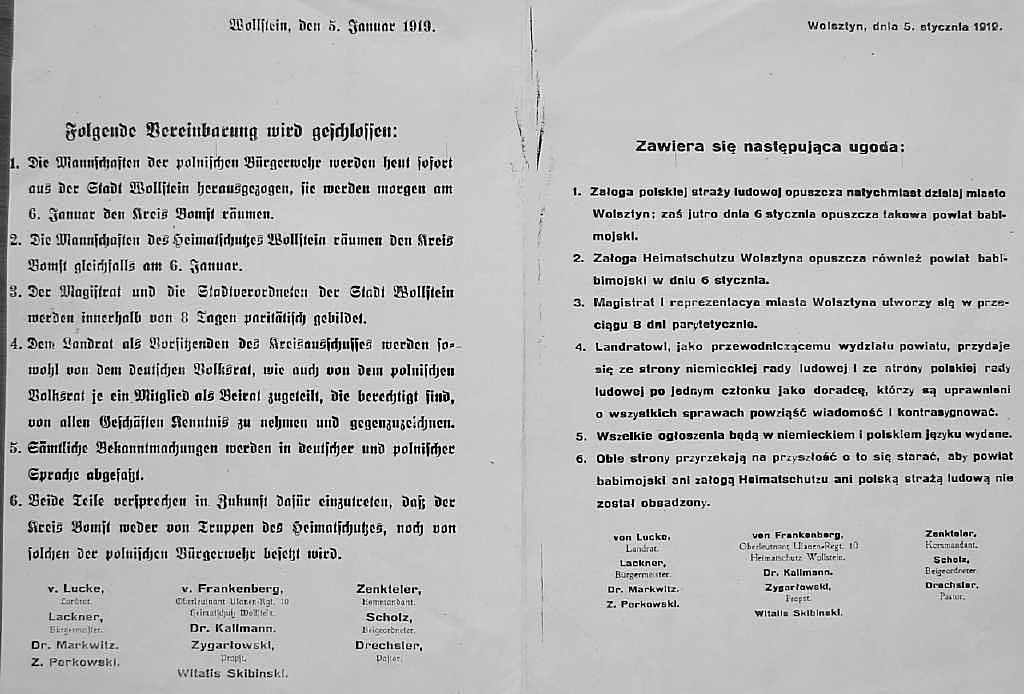 Wollstein, den 5. Januar 1919.
Folgende Vereinbarung wird geschlossen:
1. Die Mannschaften der polnischen Bürgerwehr werden heut sofort
aus der Stadt Wollstein herausgezogen, sie werden morgen am
6. Januar den Kreis Bomst räumen.
2. Die Mannschaften des Heimatschutzes Wollstein räumen den Kreis
Bomst gleichfalls am 6. Januar.
3. Der Magistrat und die Stadtverordneten der Stadt Wollstein
werden innerhalb von 8 Tagen paritätisch gebildet.
4. Dem Landrat als Vorsitzenden des Kreisausschusses werden so-
wohl von dem deutschen Volksrat, wie auch von dem polnischen
Volksrat je ein Mitglied als Beirat zugeteilt, die berechtigt sind,
von allen Geschäften Kenntnis zu nehmen und gegenzuzeichnen.
5. Sämtliche Bekanntmachungen werden in deutscher und polnischer
Sprache abgefaßt.
6. Beide Teile versprechen in Zukunft dafür einzutreten, daß der
Kreis Bomst weder von Truppen des Heimatschutzes, noch von
solchen der polnischen Bürgerwehr besetzt wird.
v. Lucke,
Landrat.
Lackner,
Bürgermeister.
Dr. Markwitz.
Z. Perkowski.
v. Frankenberg,
Oberleutnant Ulanen-Rgt. 10
Heimatschutz Wollstein.
Dr. Kallmann.
Zygarłowski,
Propst.
Witalis Skibinski.
Zenkteler,
Kommandant.
Scholz,
Beigeordneter.
Drechsler,
Pastor.
Wolsztyn, dnia 5. stycznia 1919.
Zawiera się następująca ugoda:
1. Załoga polskiej straży ludowej opuszcza natychmiast dzisiaj miasto
Wolsztyn; zaś jutro dnia 6 stycznia opuszcza takowa powiat babi-
mojski.
2. Załoga Heimatschutzu Wolsztyna opuszcza również powiat babi-
bimojski w dniu 6 stycznia.
3. Magistrat i reprezentacya miasta Wolsztyna utworzy się w prze-
ciągu 8 dni parytetycznie.
4. Landratowi, jako przewodniczącemu wydziału powiatu, przydaje
się ze strony niemieckiej rady ludowej i ze strony polskiej rady
ludowej po jednym członku jako doradcę, którzy są uprawnieni
o wszystkich sprawach powziąść wiadomość i kontrasygnować.
5. Wszelkie ogłoszenia będą w niemieckiem i polskiem języku wydane.
6. Obie strony przyrzekają na przyszłość o to się starać, aby powiat
babimojski ani załogą Heimatschutzu ani polską strażą ludową nie
został obsadzony.
von Lucke,
Landrat.
Lackner,
Bürgermeister.
Dr. Markwitz.
Z. Perkowski.
von Frankenberg,
Oberleutnant Ulanen-Regt. 10
Heimatschutz Wollstein.
Dr. Kallmann.
Zygarłowski,
Propst.
Witalis Skibinski.
Zenkteler,
Kommandant.
Scholz,
Beigeordneter
Drechsler,
Pastor.